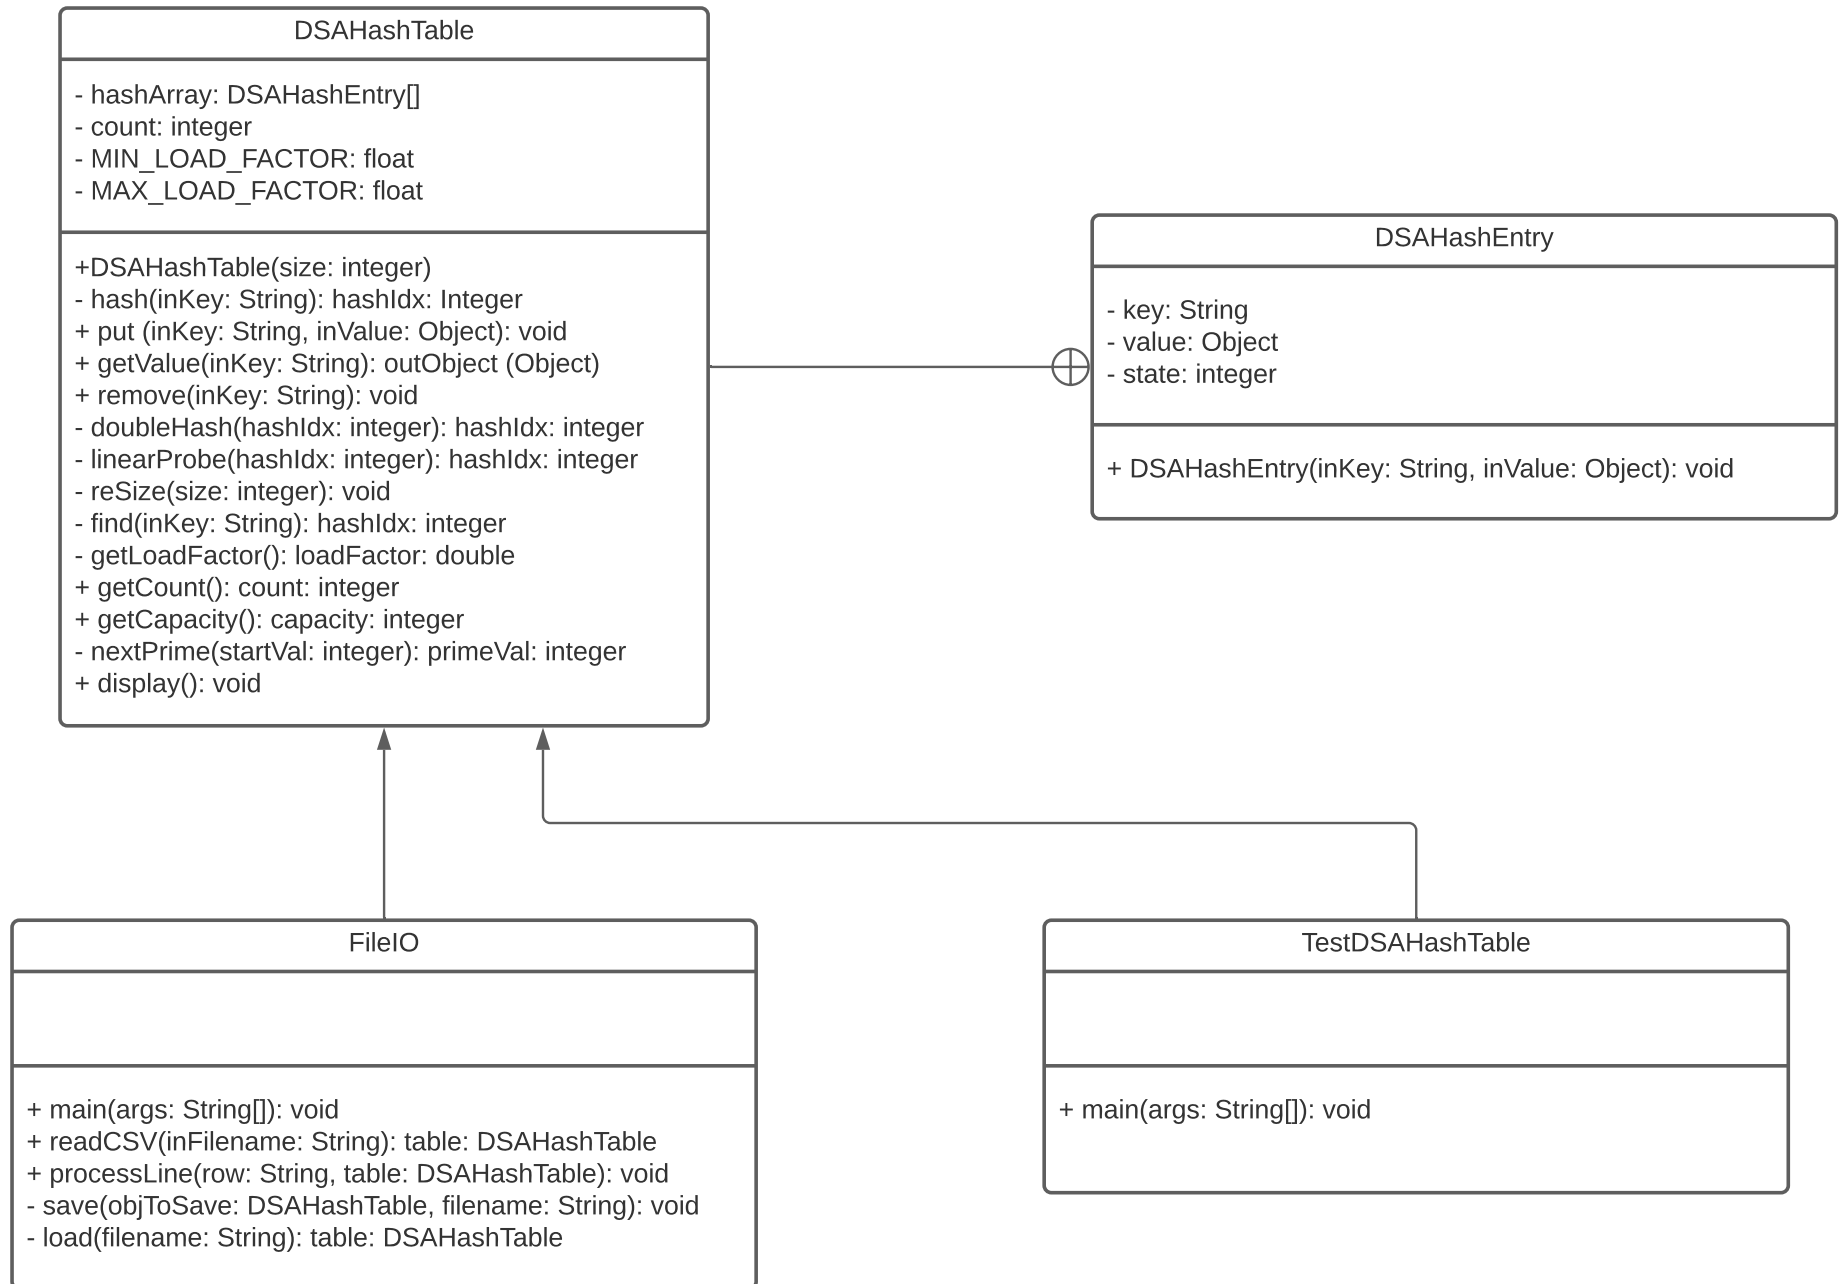 DSAHashTable
- hashArray: DSAHashEntry[]
- count: integer
- MIN_LOAD_FACTOR: float
- MAX_LOAD_FACTOR: float
+DSAHashTable(size: integer)
- hash(inKey: String): hashIdx: Integer
+ put (inKey: String, inValue: Object): void
+ getValue(inKey: String): outObject (Object)
+ remove(inKey: String): void
- doubleHash(hashIdx: integer): hashIdx: integer
- linearProbe(hashIdx: integer): hashIdx: integer
- reSize(size: integer): void
- find(inKey: String): hashIdx: integer
- getLoadFactor(): loadFactor: double
+ getCount(): count: integer
+ getCapacity(): capacity: integer
- nextPrime(startVal: integer): primeVal: integer
+ display(): void
DSAHashEntry
- key: String
- value: Object
- state: integer
+ DSAHashEntry(inKey: String, inValue: Object): void
FileIO
+ main(args: String[]): void
+ readCSV(inFilename: String): table: DSAHashTable
+ processLine(row: String, table: DSAHashTable): void
- save(objToSave: DSAHashTable, filename: String): void
- load(filename: String): table: DSAHashTable
TestDSAHashTable
+ main(args: String[]): void